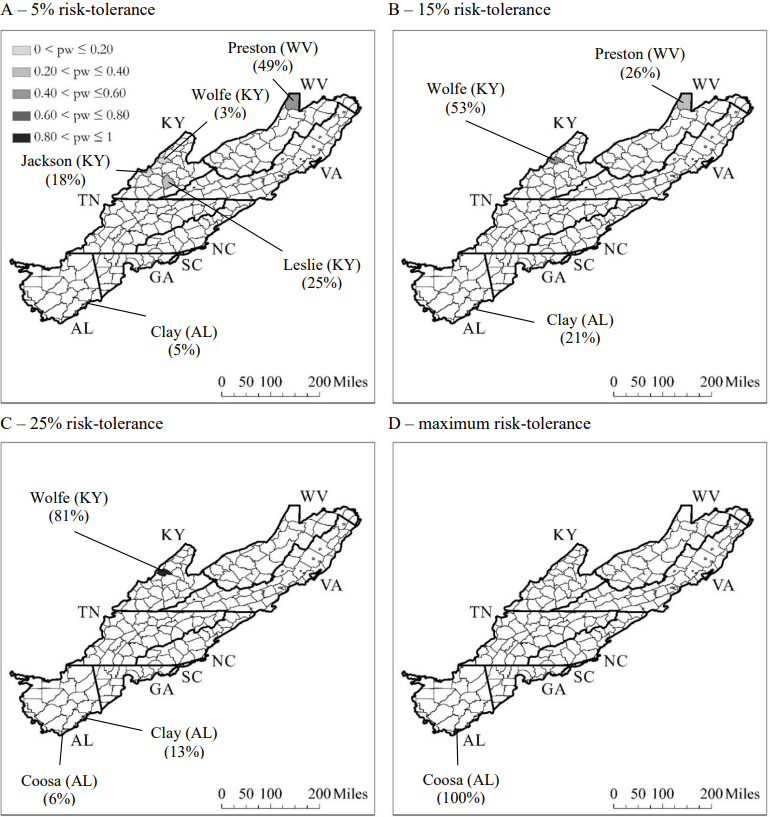 A – 5% risk-tolerance
0 < pw ≤ 0.20
0.20 < pw ≤ 0.40
0.40 < pw ≤0.60
0.60 < pw ≤ 0.80
0.80 < pw ≤ 1
Preston (WV)
(49%)
WV
Wolfe (KY)
(3%)
KY
Jackson (KY)
(18%)
VA
TN
NC
SC
GA
Leslie (KY)
(25%)
AL
Clay (AL)
(5%)
0 50 100 200 Miles
B – 15% risk-tolerance
Preston (WV)
(26%)
WV
Wolfe (KY)
(53%)
KY
VA
TN
NC
SC
GA
AL
Clay (AL)
(21%)
0 50 100 200 Miles
C – 25% risk-tolerance
Wolfe (KY)
(81%)
WV
KY
VA
TN
NC
SC
GA
AL
Clay (AL)
(13%)
Coosa (AL)
(6%)
0 50 100 200 Miles
D – maximum risk-tolerance
WV
KY
VA
TN
NC
SC
GA
AL
Coosa (AL)
(100%)
0 50 100 200 Miles